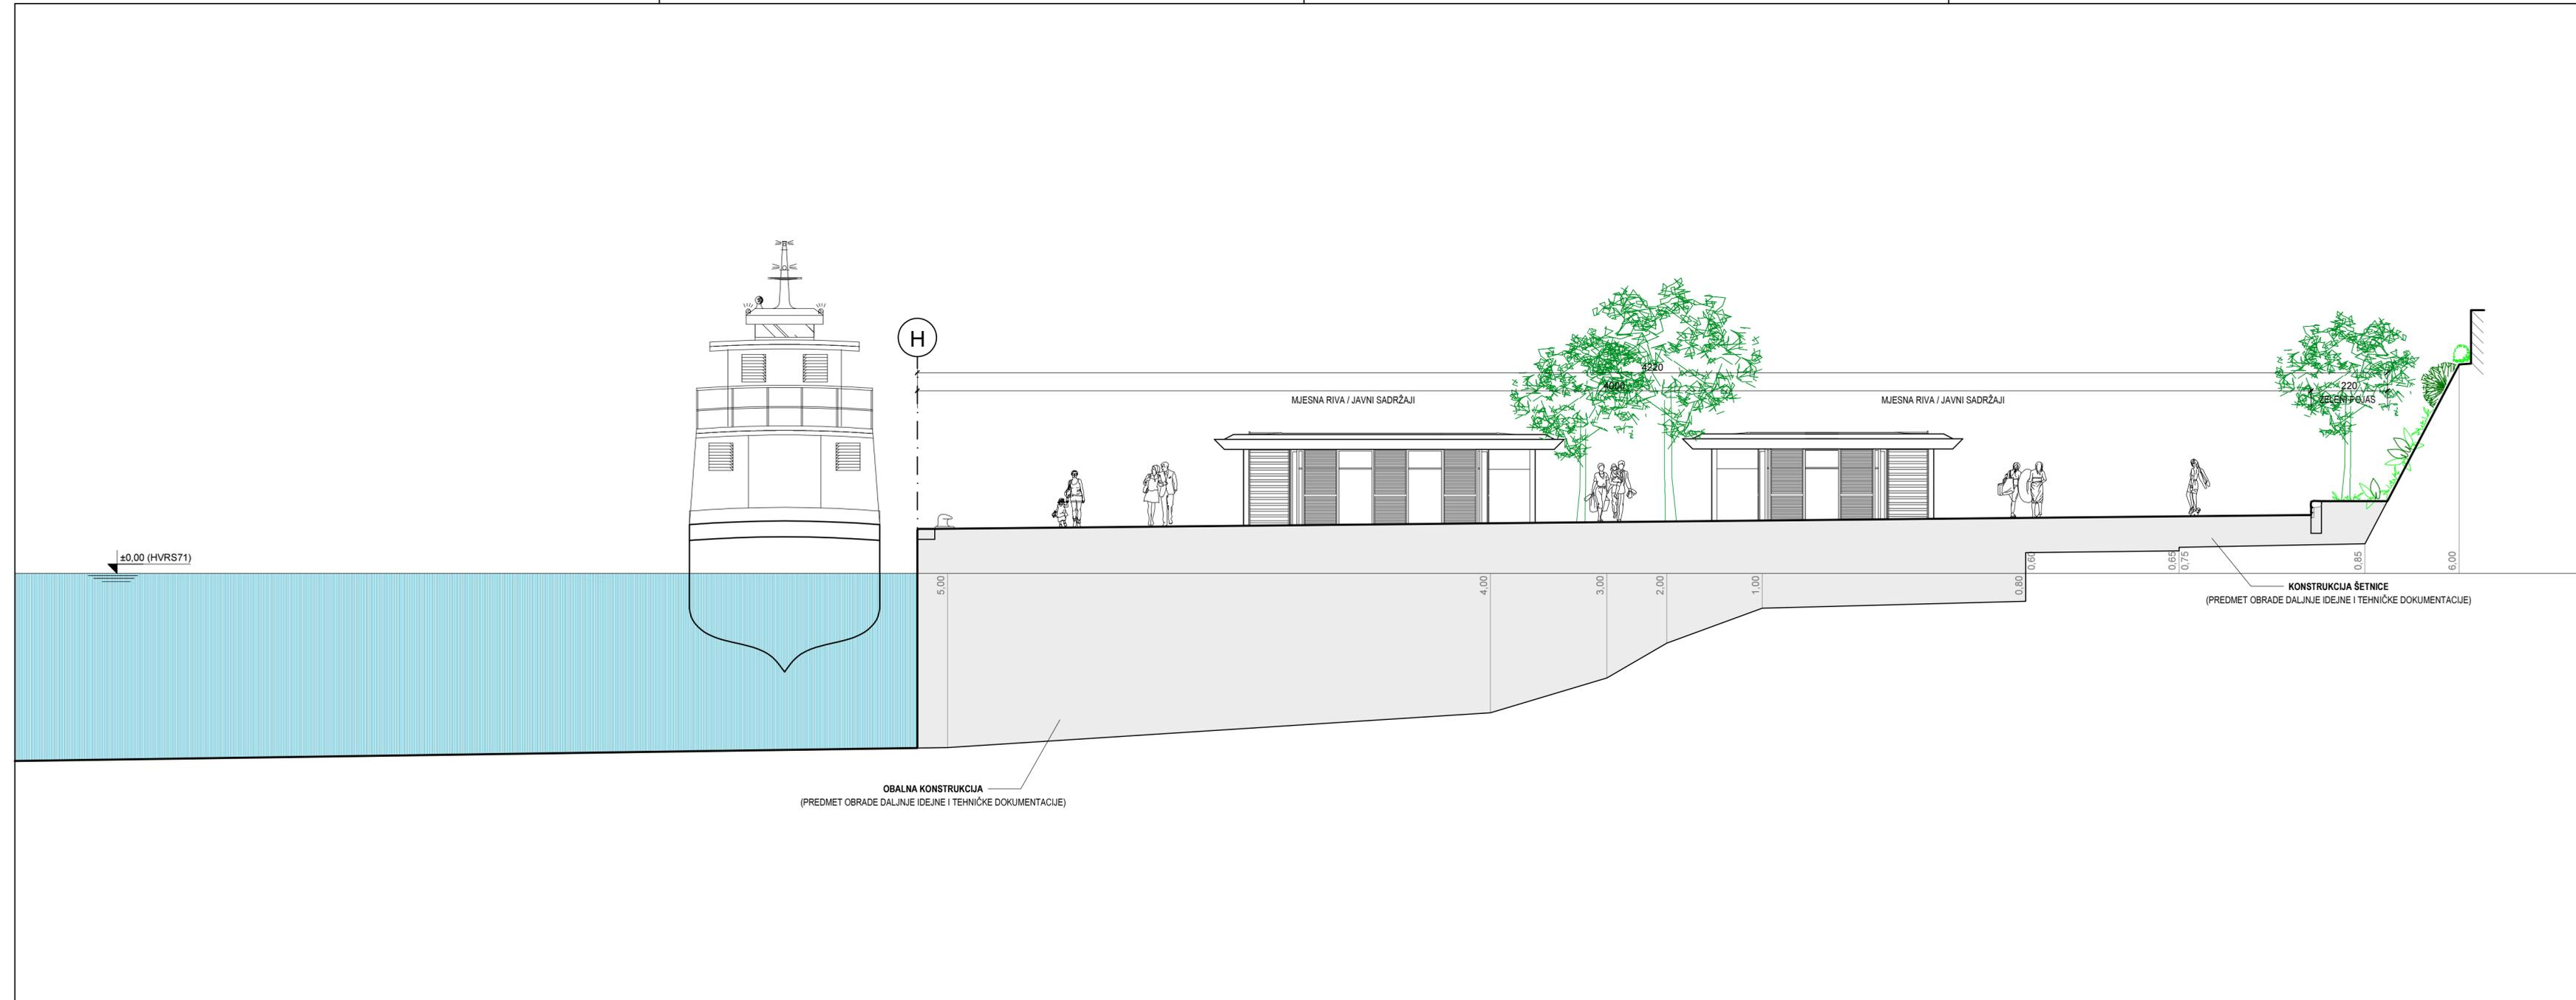 H
4220
4000
220
MJESNA RIVA / JAVNI SADRŽAJI
MJESNA RIVA / JAVNI SADRŽAJI
ZELENI POJAS
±0,00 (HVRS71)
5,00
4,00
3,00
2,00
1,00
0,80
0,60
0,65
0,75
0,85
6,00
KONSTRUKCIJA ŠETNICE
(PREDMET OBRADE DALJNJE IDEJNE I TEHNIČKE DOKUMENTACIJE)
OBALNA KONSTRUKCIJA
(PREDMET OBRADE DALJNJE IDEJNE I TEHNIČKE DOKUMENTACIJE)